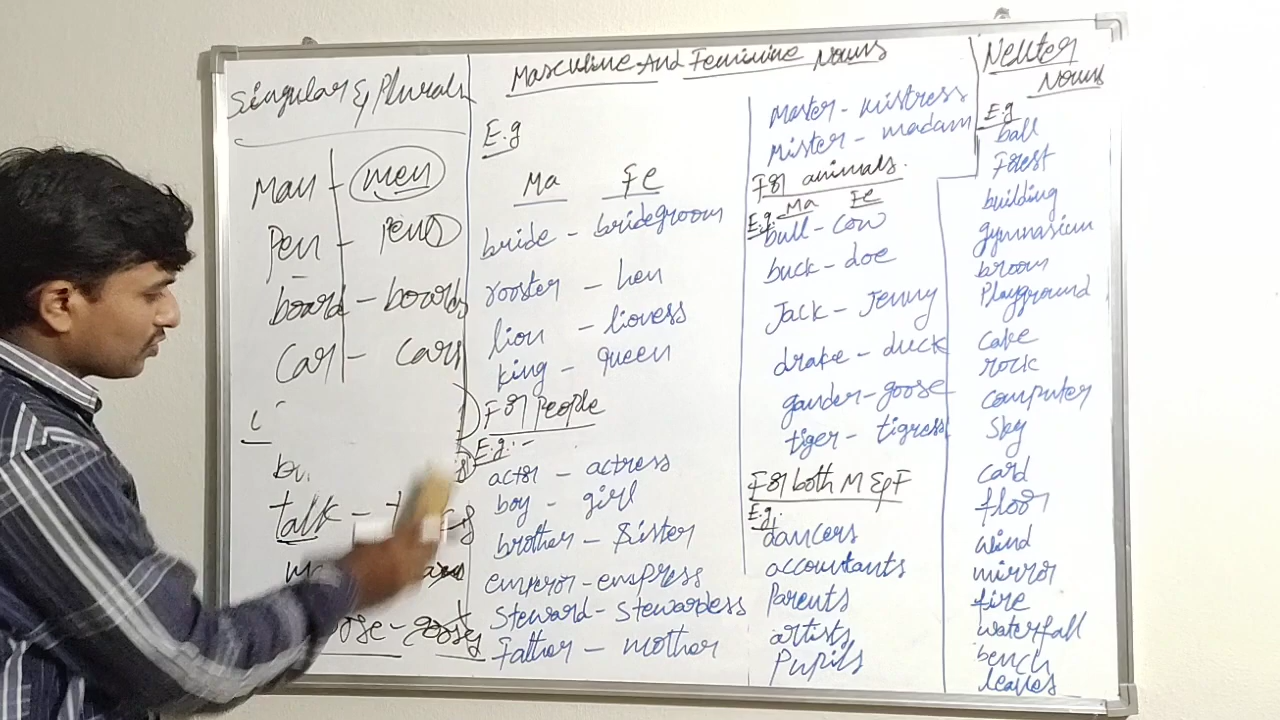 Singular & Plurals
Man - men
Pen - Pens
board - boards
Car - Cars
talk -
Masculine And Feminine Nouns
E.g
Ma Fe
bride - bridegroom
rooster - hen
lion - lioness
king - queen
For People
E.g:-
actor - actress
boy - girl
brother - Sister
emperor - empress
Steward - Stewardess
Father - mother
Master - Mistress
Mister - madam
For animals.
E.g. Ma Fe
bull - cow
buck - doe
Jack - Jenny
drake - duck
gander - goose
tiger - tigress
For both M & F
E.g.
dancers
accountants
Parents
artists
Pupils
Neuter
Nouns
E.g
ball
Forest
building
gymnasium
broom
Playground
cake
rock
computer
Sky
card
floor
wind
mirror
fire
waterfall
bench
leaves